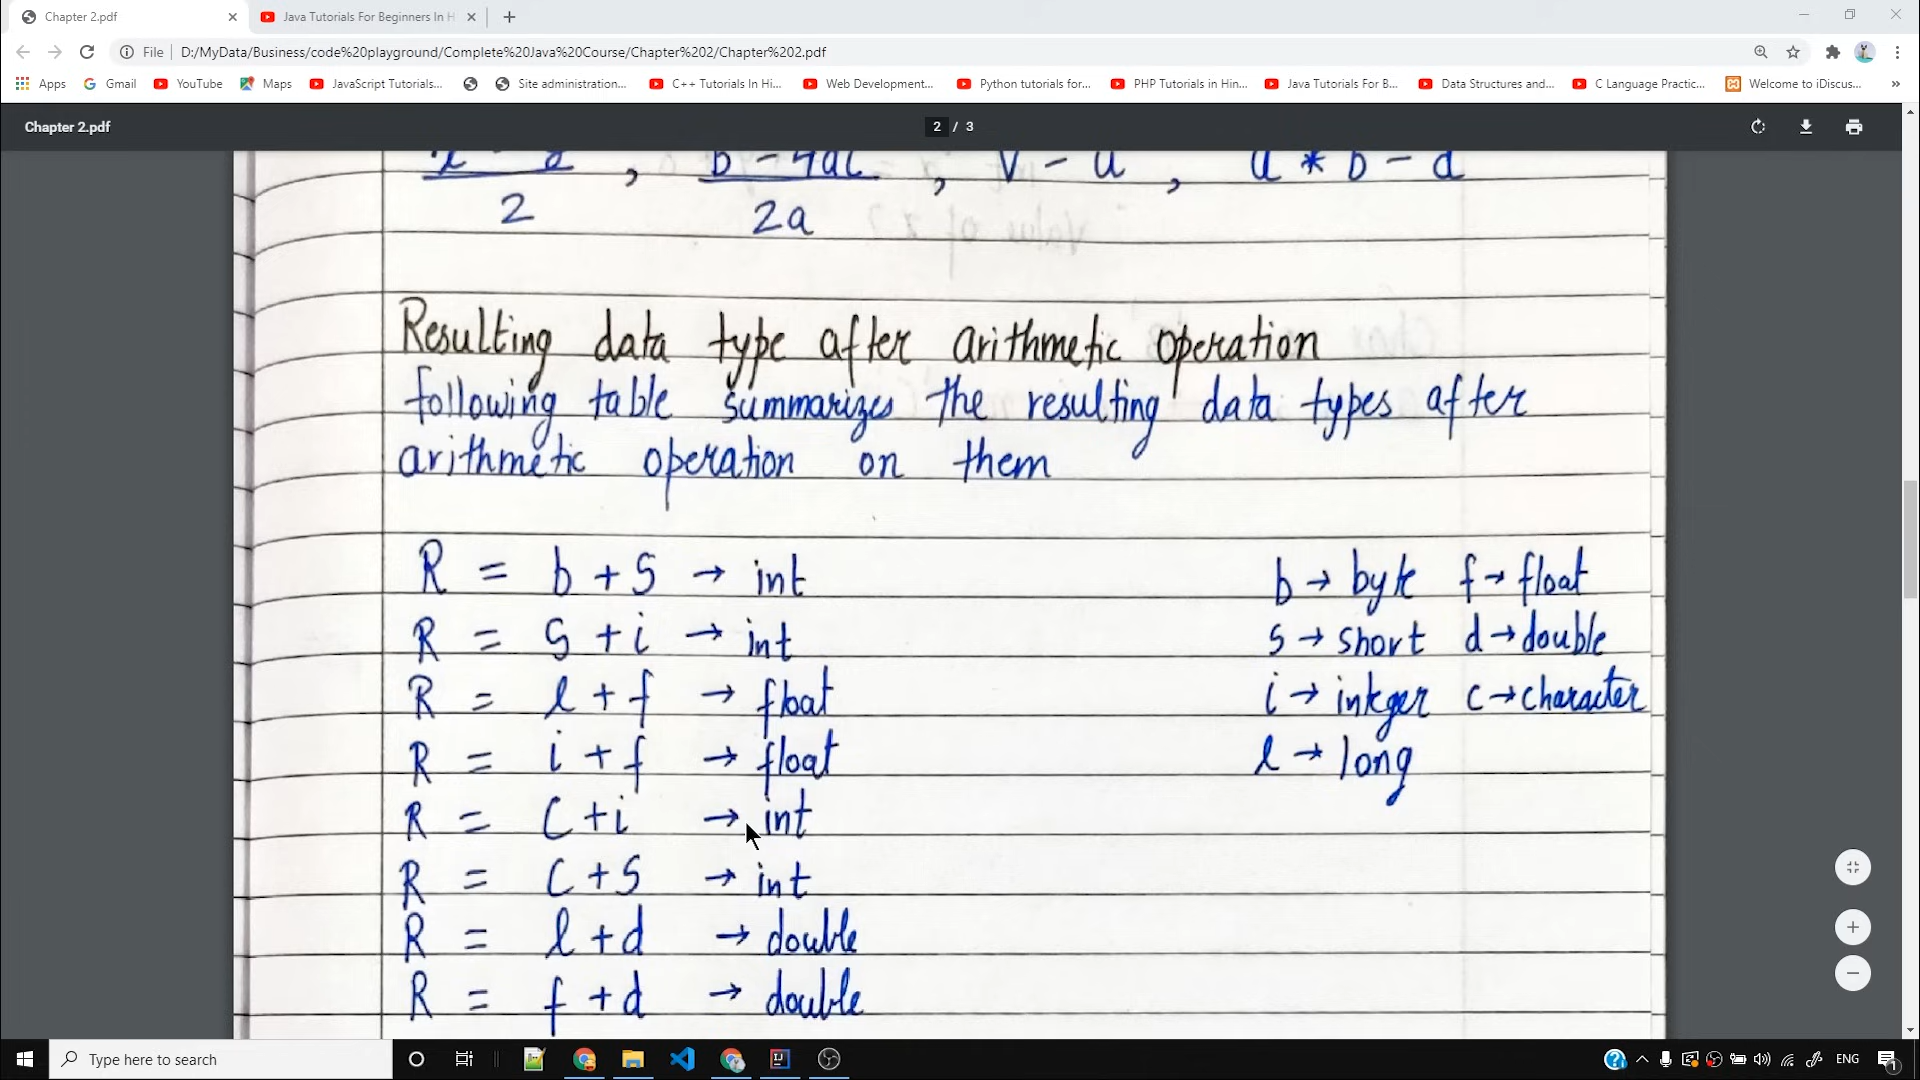 Chapter 2.pdf
Java Tutorials For Beginners In H
File | D:/MyData/Business/code%20playground/Complete%20Java%20Course/Chapter%202/Chapter%202.pdf
Apps Gmail YouTube Maps JavaScript Tutorials... Site administration... C++ Tutorials In Hi... Web Development... Python tutorials for... PHP Tutorials in Hin... Java Tutorials For B... Data Structures and... C Language Practic... Welcome to iDiscus... »
Chapter 2.pdf 2 / 3
, b - 4ac , v - u , a * b - d
2 2a
Resulting data type after arithmetic operation
following table summarizes the resulting data types after
arithmetic operation on them
R = b + s → int b → byte f → float
R = s + i → int s → short d → double
R = l + f → float i → integer c → character
R = i + f → float l → long
R = c + i → int
R = c + s → int
R = l + d → double
R = f + d → double
Type here to search
ENG
1